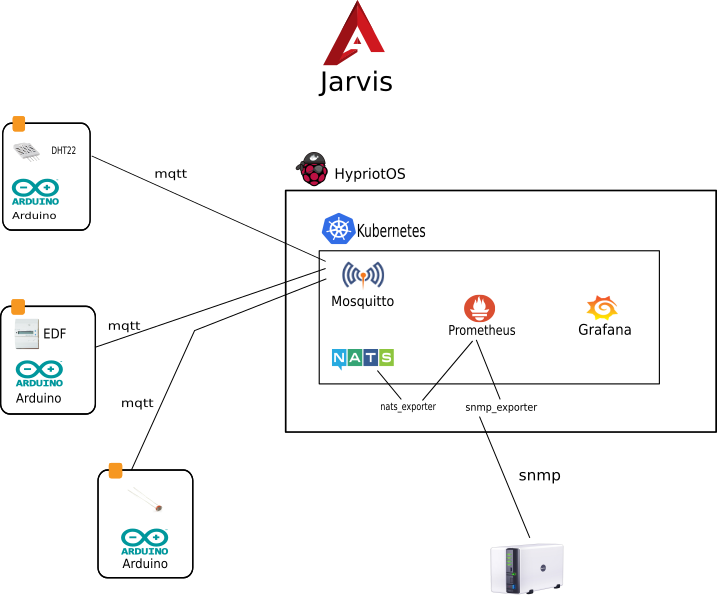 Jarvis
DHT22
ARDUINO
Arduino
mqtt
HypriotOS
Kubernetes
Mosquitto
Prometheus
Grafana
EDF
ARDUINO
Arduino
mqtt
NATS
nats_exporter
snmp_exporter
mqtt
ARDUINO
Arduino
snmp